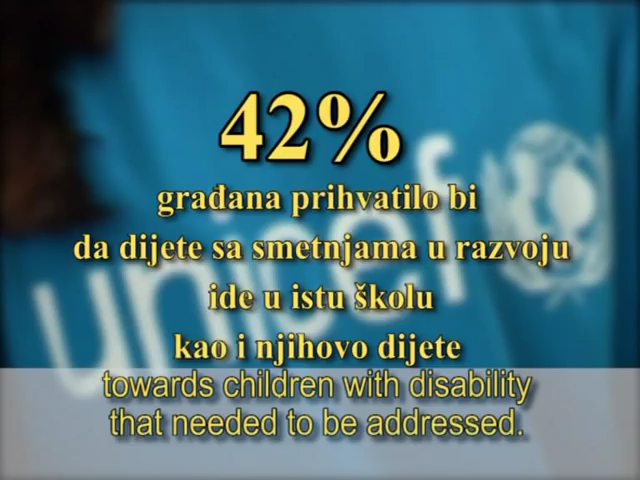 42%
građana prihvatilo bi
da dijete sa smetnjama u razvoju
ide u istu školu
kao i njihovo dijete
unicef
towards children with disability
that needed to be addressed.